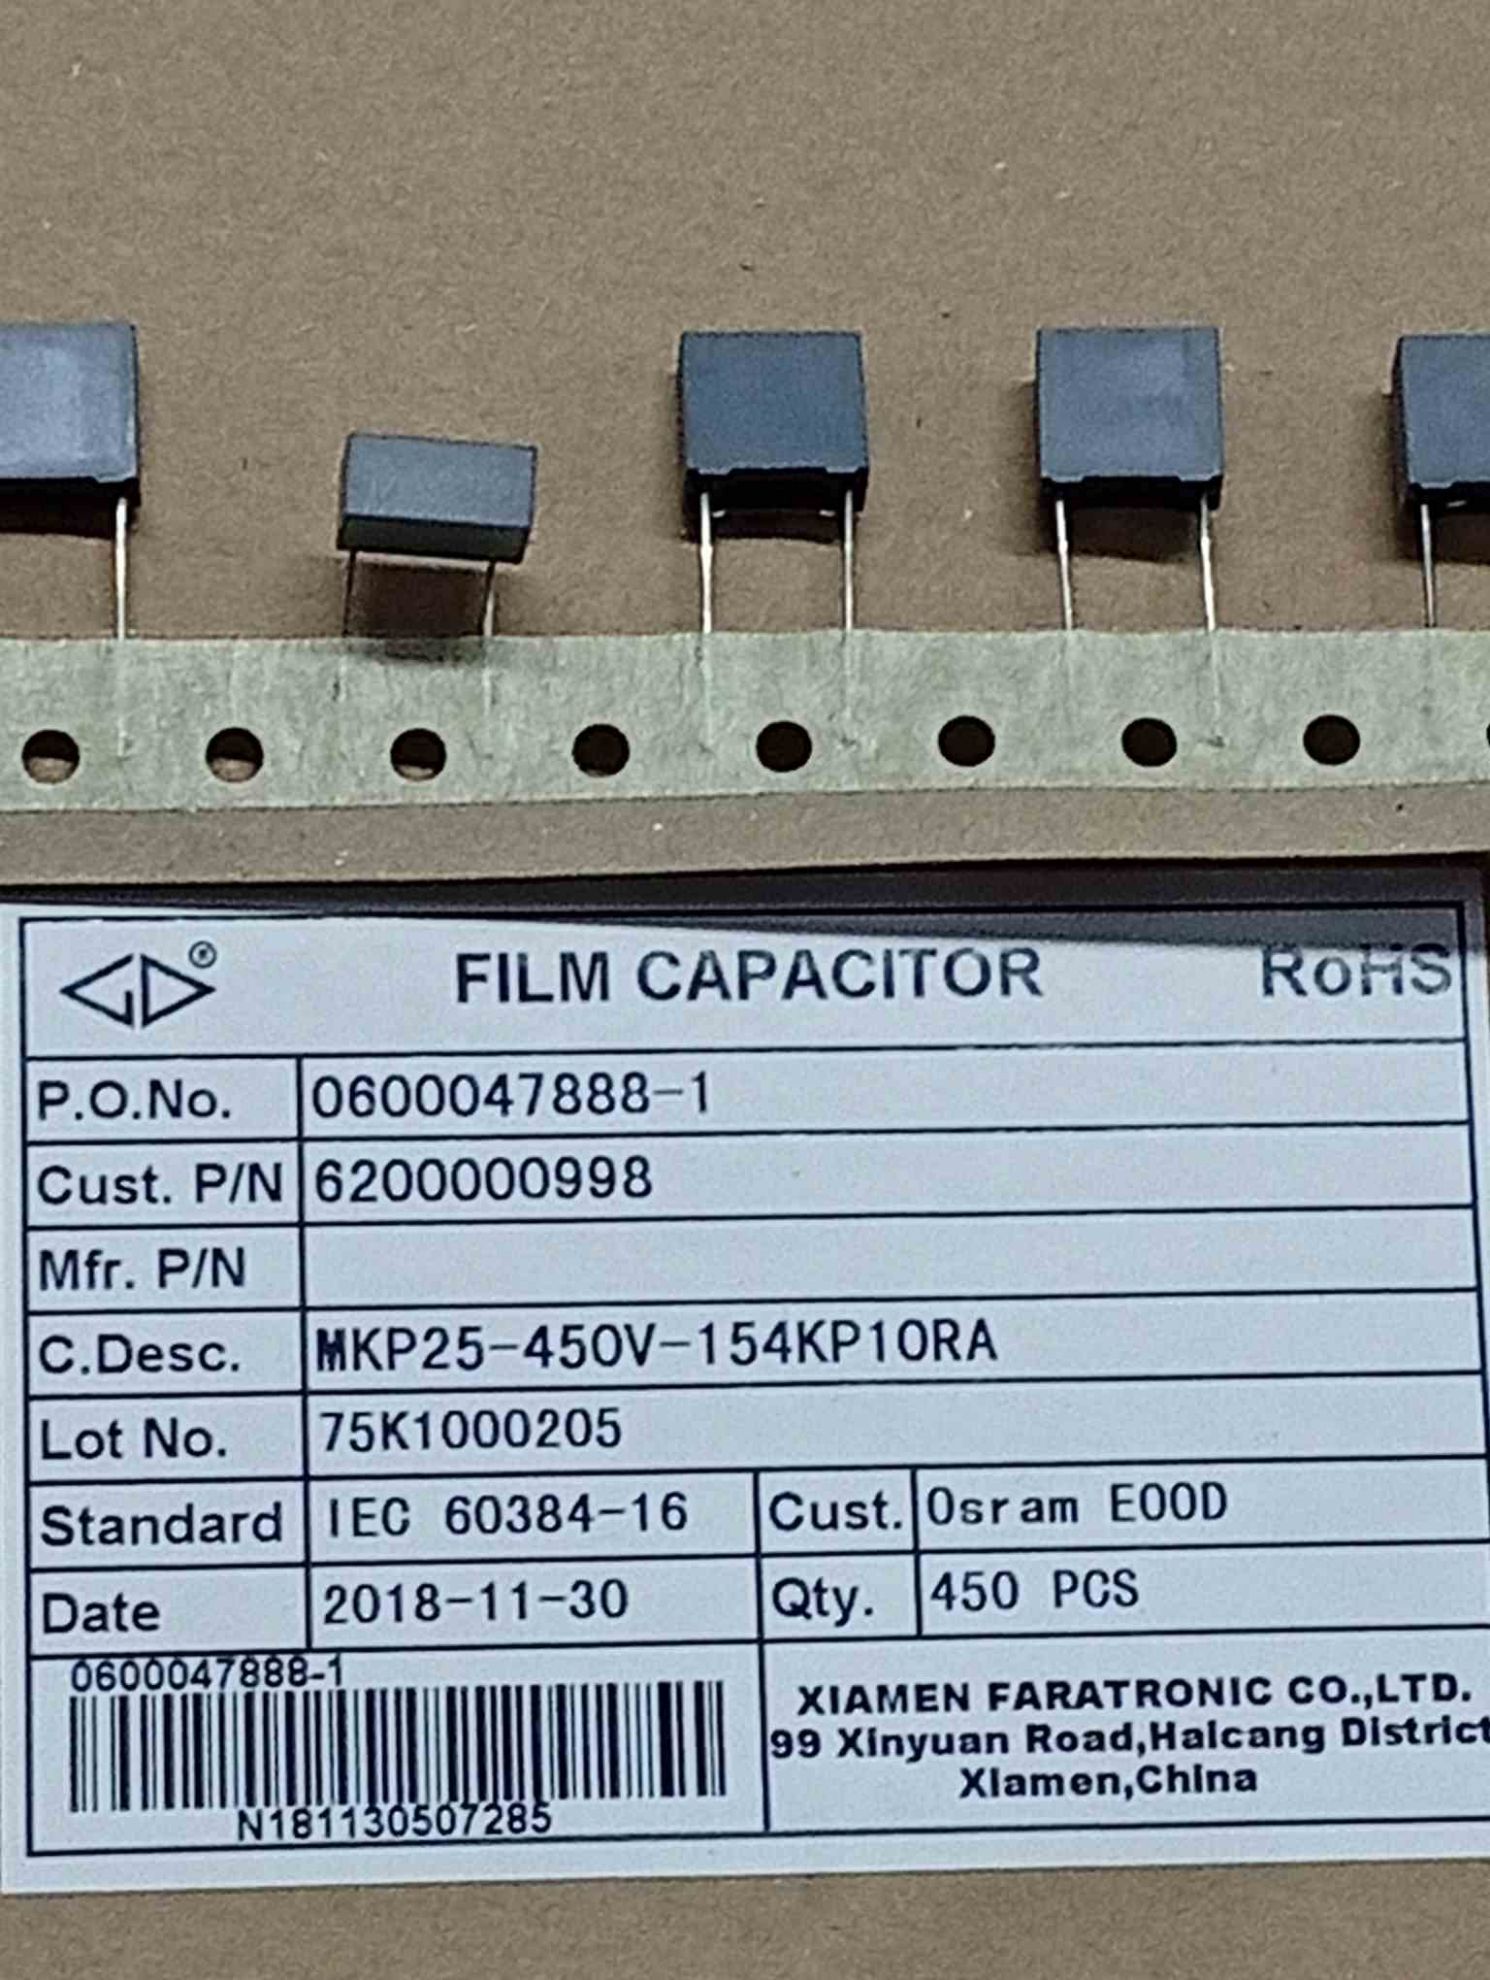 GD®
FILM CAPACITOR RoHS
P.O.No. 0600047888-1
Cust. P/N 6200000998
Mfr. P/N
C.Desc. MKP25-450V-154KP10RA
Lot No. 75K1000205
Standard IEC 60384-16 Cust. Osram EOOD
Date 2018-11-30 Qty. 450 PCS
0600047888-1
N181130507285
XIAMEN FARATRONIC CO.,LTD.
99 Xinyuan Road,Haicang District
Xiamen,China